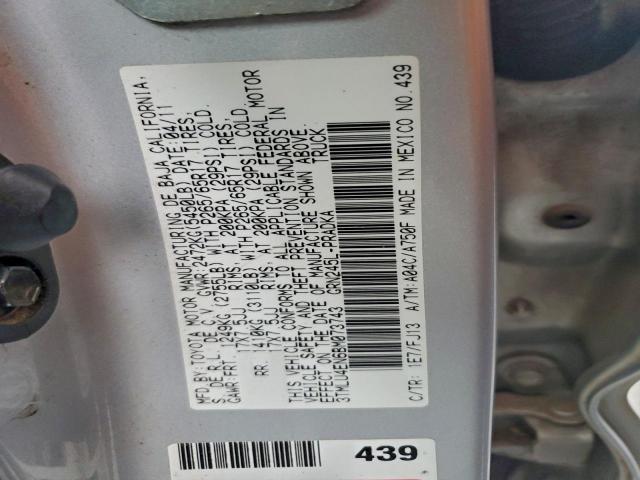 MFD.BY:TOYOTA MOTOR MANUFACTURING DE BAJA CALIFORNIA,
S. DE R.L. DE C.V. GVWR:2472KG(5450LB) DATE:04/11
GAWR:FRT. 1249KG (2755LB) WITH P265/65R17 TIRES,
17X7.5JJ RIMS, AT 200KPA (29PSI) COLD.
RR. 1410KG (3110LB) WITH P265/65R17 TIRES,
17X7.5JJ RIMS, AT 200KPA (29PSI) COLD.
THIS VEHICLE CONFORMS TO ALL APPLICABLE FEDERAL MOTOR
VEHICLE SAFETY AND THEFT PREVENTION STANDARDS IN
EFFECT ON THE DATE OF MANUFACTURE SHOWN ABOVE.
3TMLU4EN6BM073743 TRUCK
GRN245L-PRADKA
C/TR: 1E7/FJ13 A/TM:A04C/A750F MADE IN MEXICO NO.439
439